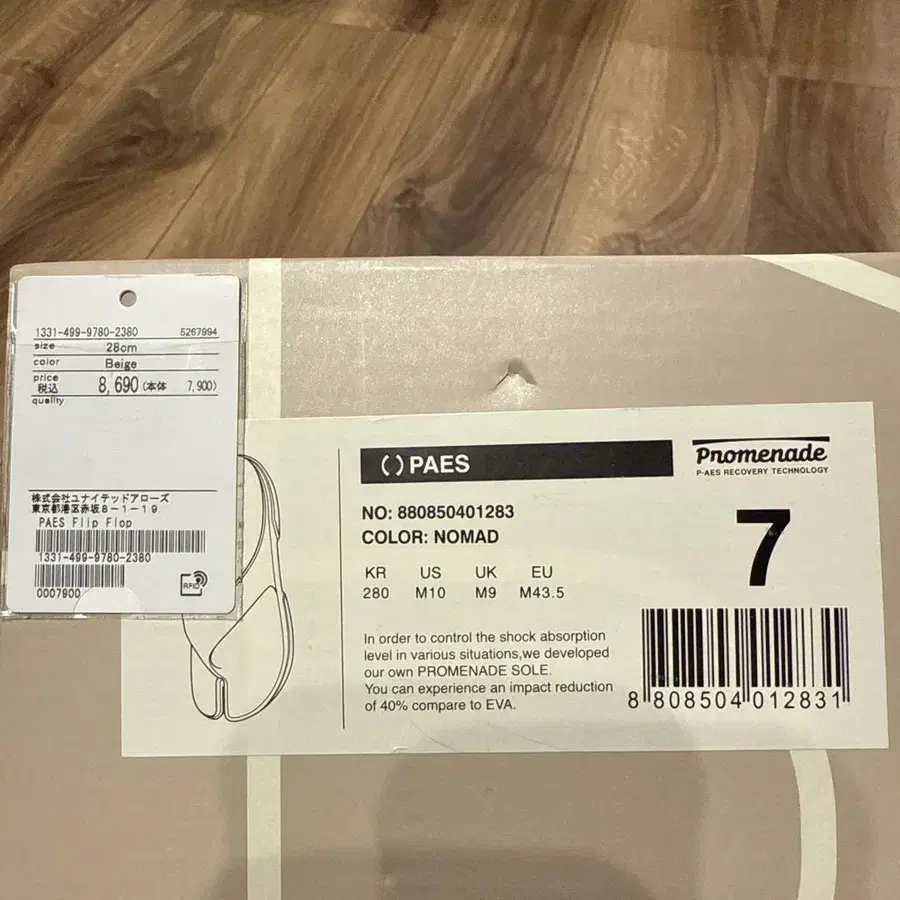 1331-499-9780-2380 5267994
size 28cm
color Beige
price
税込 8,690 (本体 7,900)
quality
株式会社ユナイテッドアローズ
東京都港区赤坂8-1-19
PAES Flip Flop
1331-499-9780-2380
0007900
RFID
PAES
Promenade
P-AES RECOVERY TECHNOLOGY
NO: 880850401283
COLOR: NOMAD
7
KR US UK EU
280 M10 M9 M43.5
In order to control the shock absorption
level in various situations,we developed
our own PROMENADE SOLE.
You can experience an impact reduction
of 40% compare to EVA.
8 808504 012831